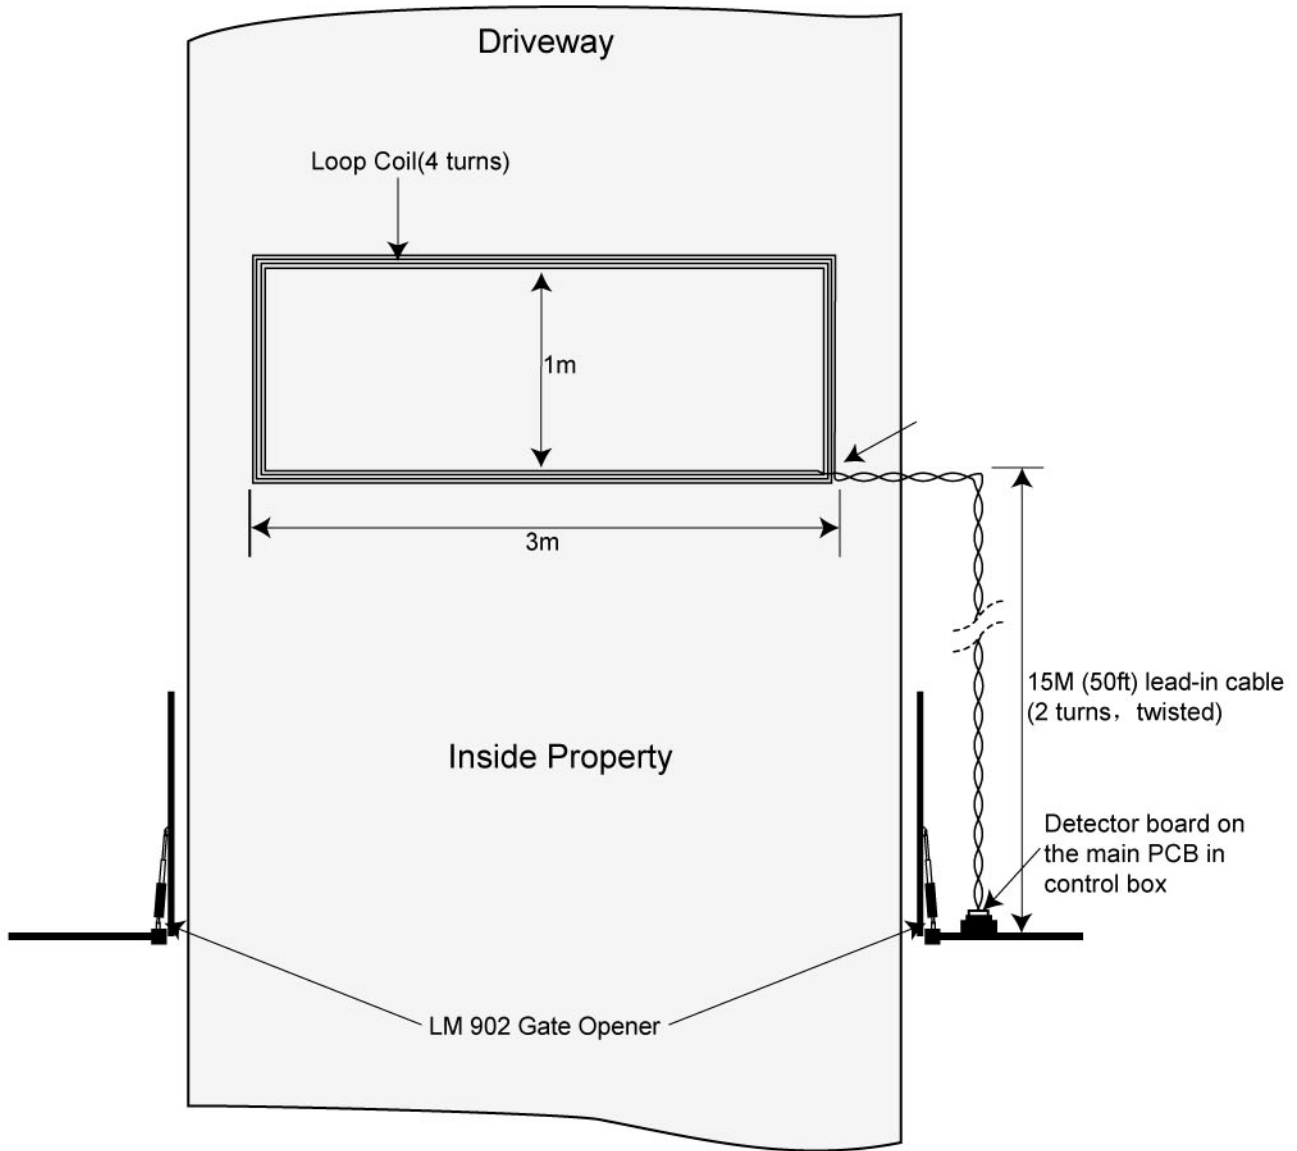 Driveway
Loop Coil(4 turns)
1m
3m
15M (50ft) lead-in cable
(2 turns，twisted)
Inside Property
Detector board on
the main PCB in
control box
LM 902 Gate Opener